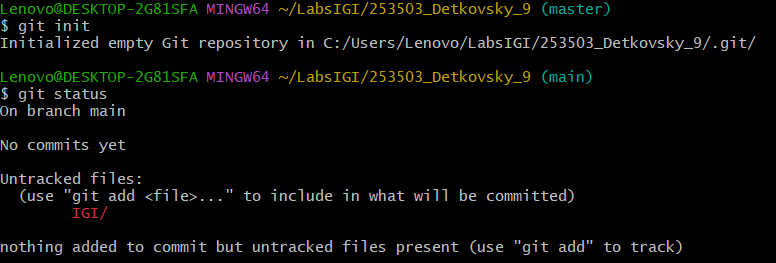 Lenovo@DESKTOP-2G81SFA MINGW64 ~/LabsIGI/253503_Detkovsky_9 (master)
$ git init
Initialized empty Git repository in C:/Users/Lenovo/LabsIGI/253503_Detkovsky_9/.git/
Lenovo@DESKTOP-2G81SFA MINGW64 ~/LabsIGI/253503_Detkovsky_9 (main)
$ git status
On branch main
No commits yet
Untracked files:
(use "git add <file>..." to include in what will be committed)
IGI/
nothing added to commit but untracked files present (use "git add" to track)